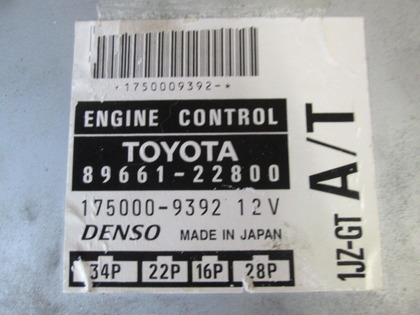 *1750009392-*
ENGINE CONTROL
TOYOTA
89661-22800
175000-9392 12V
DENSO MADE IN JAPAN
34P 22P 16P 28P
1JZ-GT A/T